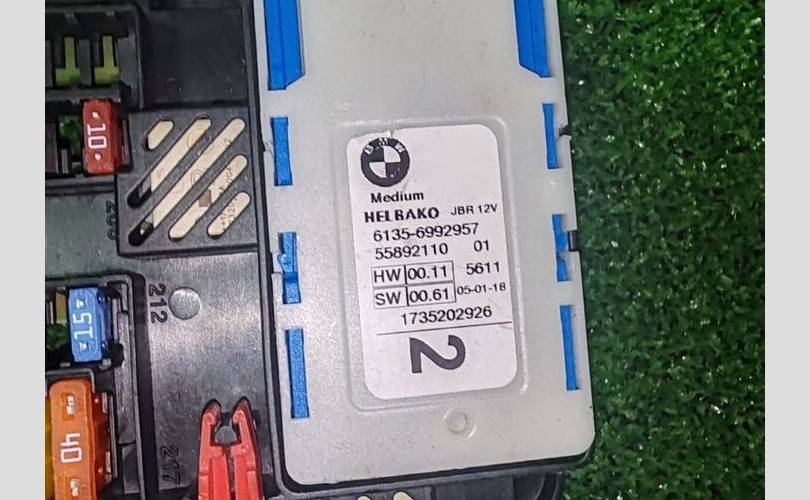 10
BMW
Medium
HELBAKO JBR 12V
6135-6992957
55892110 01
HW 00.11 5611
SW 00.61 05-01-18
1735202926
2
212
15
40
217